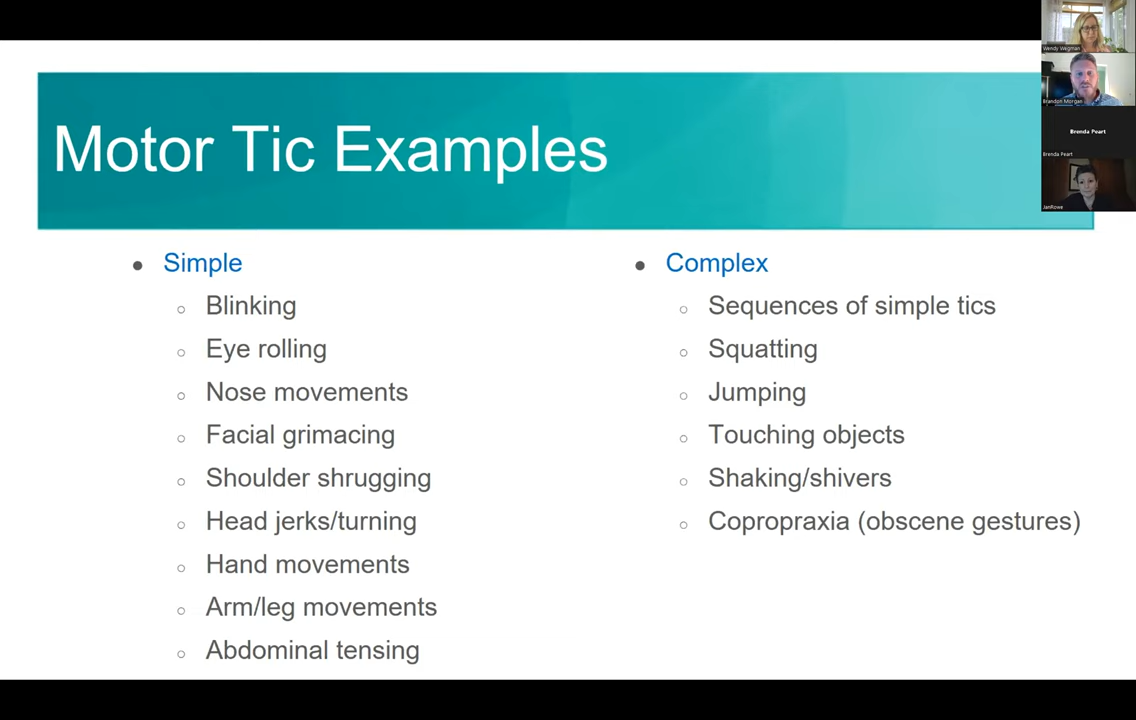 Motor Tic Examples
Simple
Blinking
Eye rolling
Nose movements
Facial grimacing
Shoulder shrugging
Head jerks/turning
Hand movements
Arm/leg movements
Abdominal tensing
Complex
Sequences of simple tics
Squatting
Jumping
Touching objects
Shaking/shivers
Copropraxia (obscene gestures)
Wendy Wegman
Brandon Morgan
Brenda Peart
Brenda Peart
JanRowe